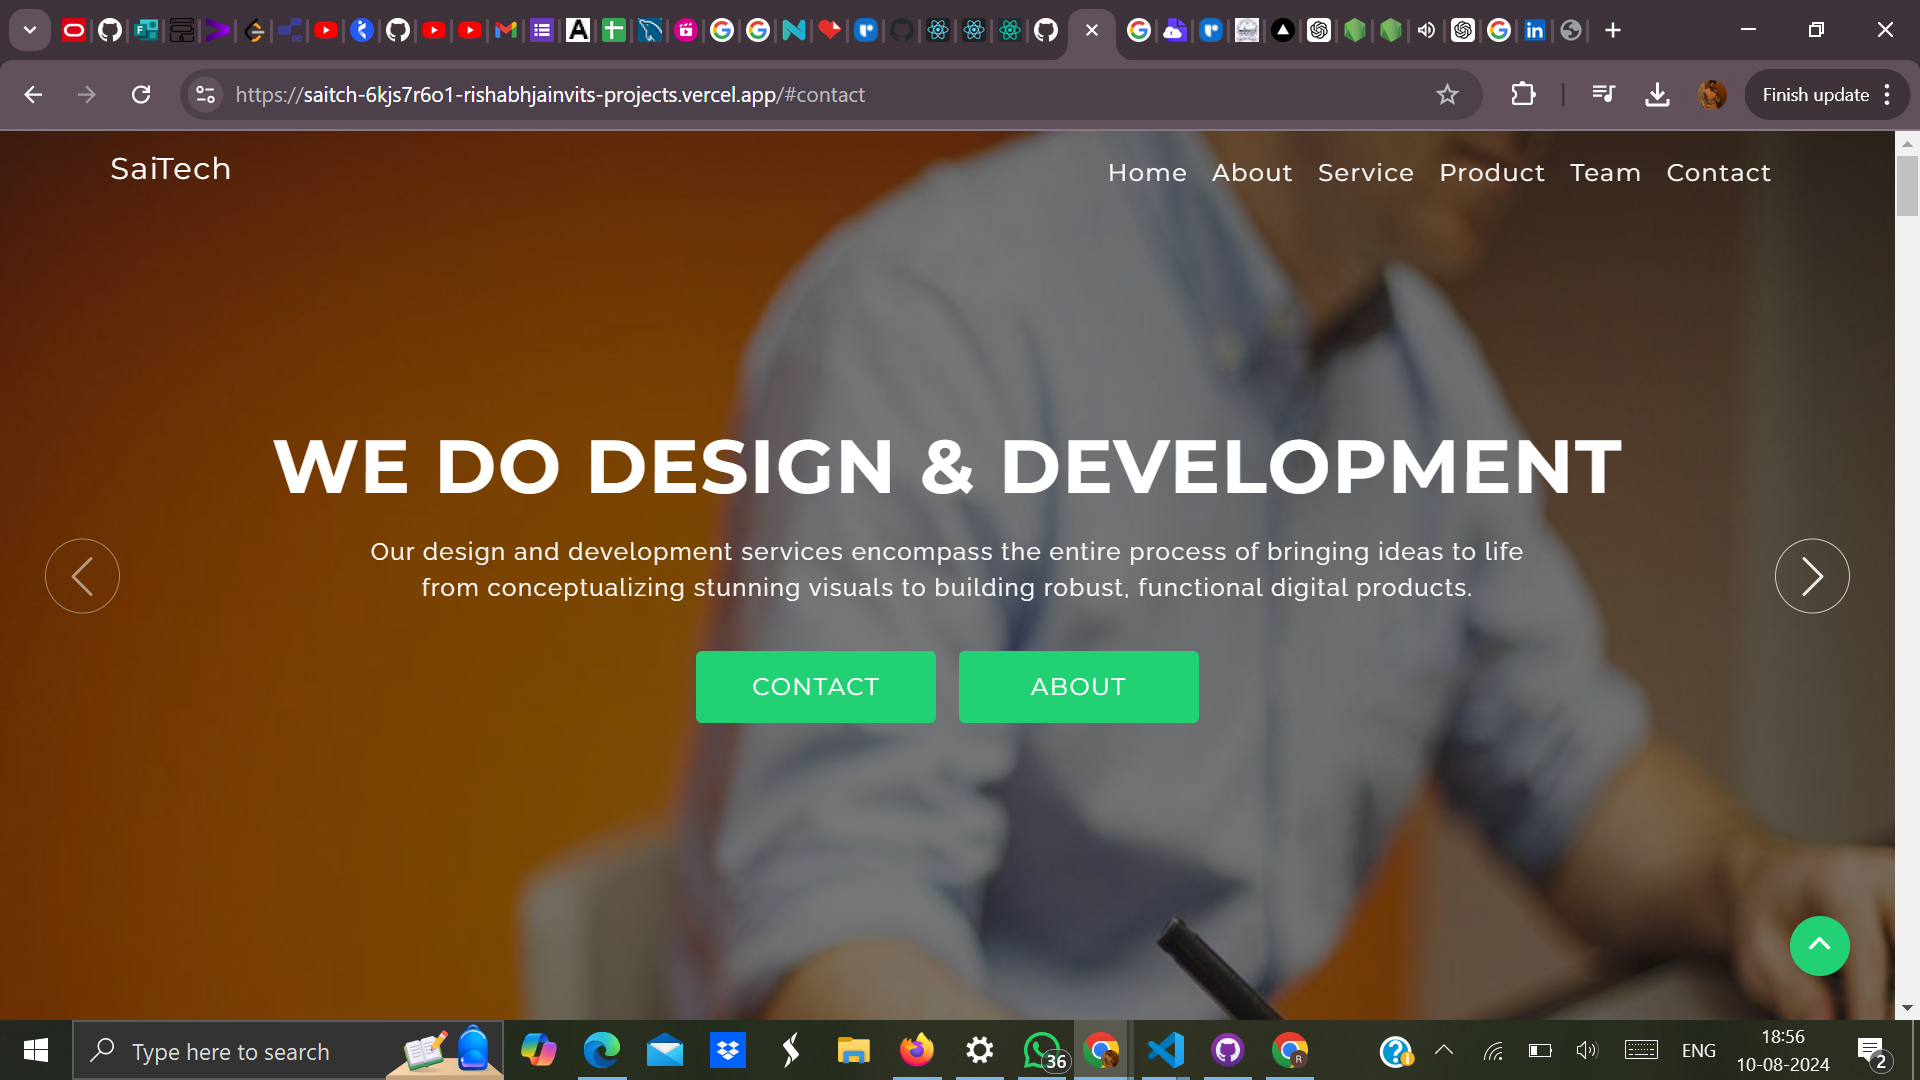 https://saitch-6kjs7r6o1-rishabhjainvits-projects.vercel.app/#contact
Finish update
SaiTech
Home About Service Product Team Contact
WE DO DESIGN & DEVELOPMENT
Our design and development services encompass the entire process of bringing ideas to life
from conceptualizing stunning visuals to building robust, functional digital products.
CONTACT ABOUT
Type here to search
36
R
ENG
18:56
10-08-2024
2